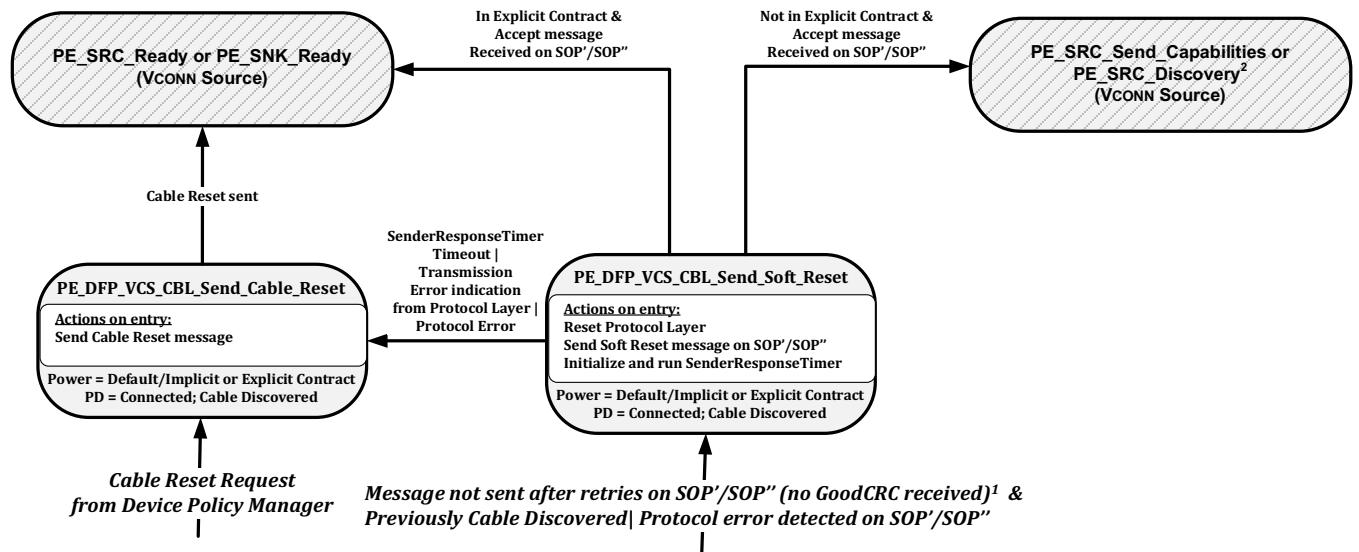 In Explicit Contract &
Accept message
Received on SOP’/SOP’’
Not in Explicit Contract &
Accept message
Received on SOP’/SOP’’
PE_SRC_Ready or PE_SNK_Ready
(VCONN Source)
PE_SRC_Send_Capabilities or
PE_SRC_Discovery²
(VCONN Source)
Cable Reset sent
SenderResponseTimer
Timeout |
Transmission
Error indication
from Protocol Layer |
Protocol Error
PE_DFP_VCS_CBL_Send_Cable_Reset
Actions on entry:
Send Cable Reset message
Power = Default/Implicit or Explicit Contract
PD = Connected; Cable Discovered
PE_DFP_VCS_CBL_Send_Soft_Reset
Actions on entry:
Reset Protocol Layer
Send Soft Reset message on SOP’/SOP’’
Initialize and run SenderResponseTimer
Power = Default/Implicit or Explicit Contract
PD = Connected; Cable Discovered
Cable Reset Request
from Device Policy Manager
Message not sent after retries on SOP’/SOP’’ (no GoodCRC received)¹ &
Previously Cable Discovered| Protocol error detected on SOP’/SOP’’